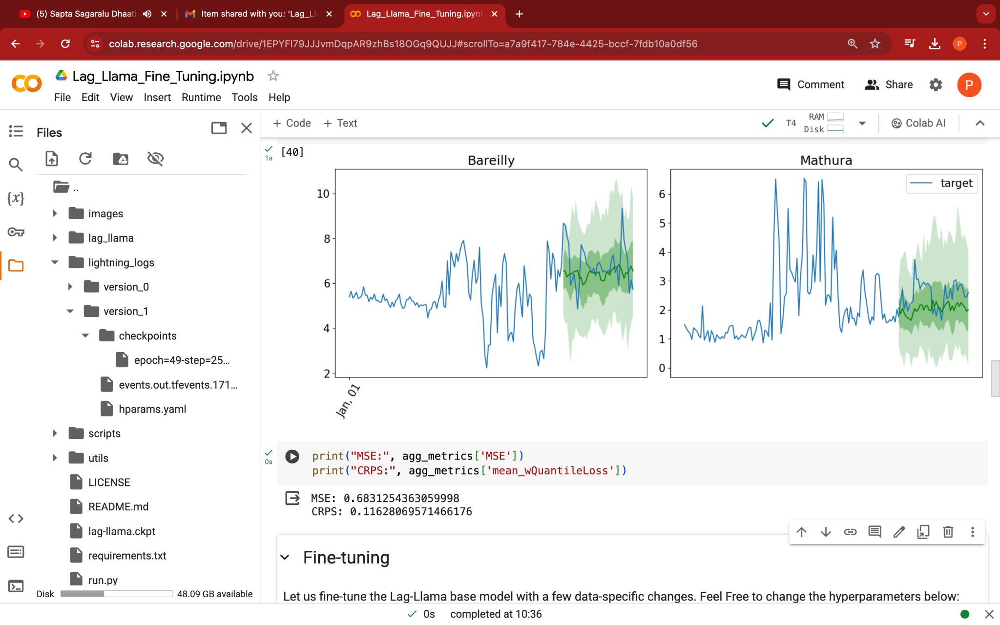 (5) Sapta Sagaralu Dhaati
Item shared with you: ‘Lag_Ll
Lag_Llama_Fine_Tuning.ipyn
colab.research.google.com/drive/1EPYFI79JJJvmDqpAR9zhBs18OGq9QUJJ#scrollTo=a7a9f417-784e-4425-bccf-7fdb10a0df56
P
Lag_Llama_Fine_Tuning.ipynb
File Edit View Insert Runtime Tools Help
Comment
Share
P
Files
+ Code + Text
T4
RAM
Disk
Colab AI
..
images
lag_llama
lightning_logs
version_0
version_1
checkpoints
epoch=49-step=25...
events.out.tfevents.171...
hparams.yaml
scripts
utils
LICENSE
README.md
lag-llama.ckpt
requirements.txt
run.py
Disk 48.09 GB available
{x}
1s
[40]
Bareilly
10
8
6
4
2
Jan, 01
Mathura
target
6
5
4
3
2
1
0
0s
print("MSE:", agg_metrics['MSE'])
print("CRPS:", agg_metrics['mean_wQuantileLoss'])
MSE: 0.6831254363059998
CRPS: 0.11628069571466176
Fine-tuning
Let us fine-tune the Lag-Llama base model with a few data-specific changes. Feel Free to change the hyperparameters below:
0s completed at 10:36